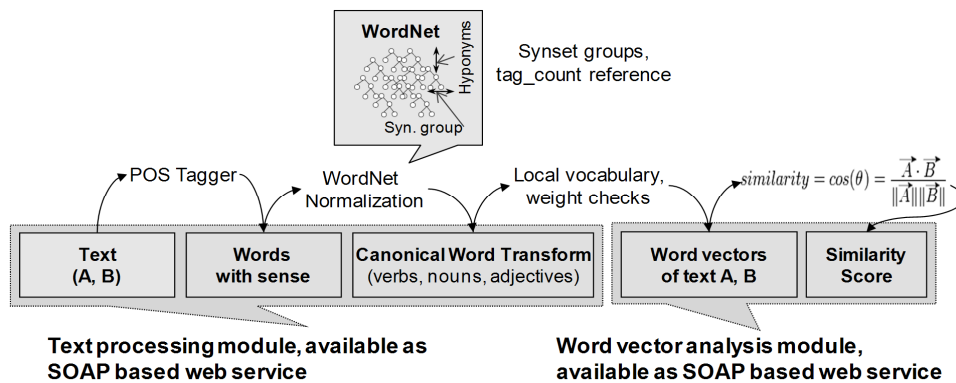 WordNet
Hyponyms
Syn. group
Synset groups,
tag_count reference
POS Tagger
WordNet
Normalization
Local vocabulary,
weight checks
similarity = cos(θ) = A · B / ‖A‖‖B‖
Text
(A, B)
Words
with sense
Canonical Word Transform
(verbs, nouns, adjectives)
Word vectors
of text A, B
Similarity
Score
Text processing module, available as
SOAP based web service
Word vector analysis module,
available as SOAP based web service